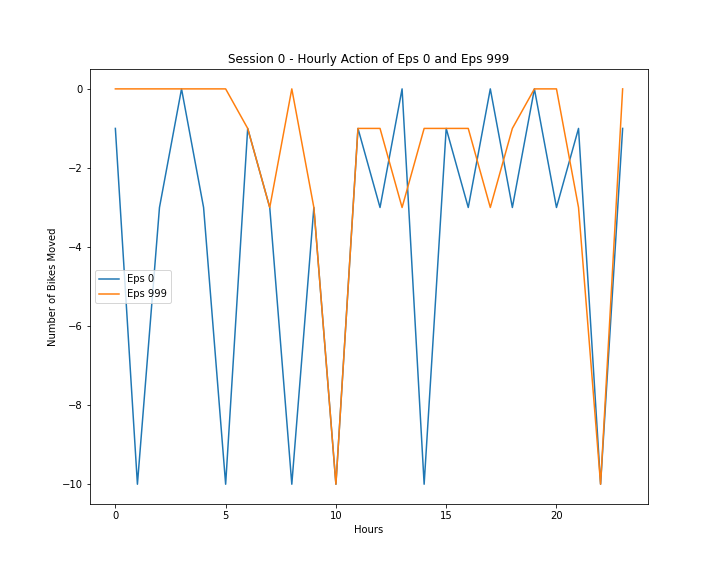 Session 0 - Hourly Action of Eps 0 and Eps 999
Number of Bikes Moved
0
−2
−4
−6
−8
−10
Eps 0
Eps 999
0 5 10 15 20
Hours